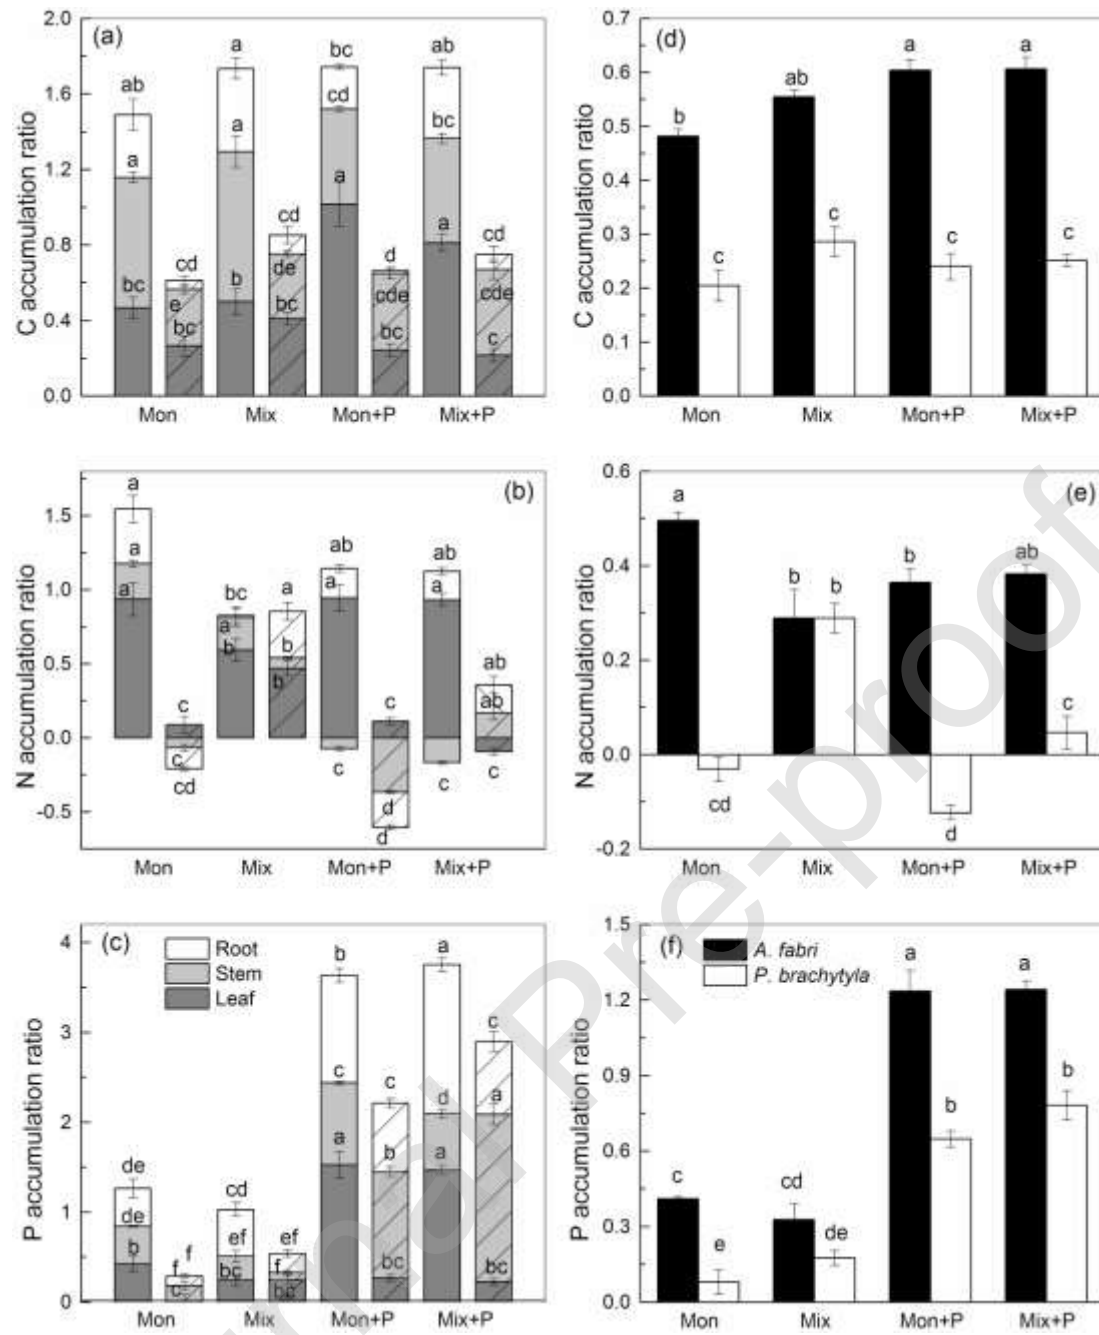 (a)
C accumulation ratio
2.0
1.6
1.2
0.8
0.4
0.0
ab a bc ab
a a cd bc
bc b a a
cd cd d cd
e de cde cde
bc bc bc c
Mon Mix Mon+P Mix+P
(d)
C accumulation ratio
0.7
0.6
0.5
0.4
0.3
0.2
0.1
0.0
b ab a a
c c c c
Mon Mix Mon+P Mix+P
(b)
N accumulation ratio
1.5
1.0
0.5
0.0
-0.5
a bc ab ab
a a a a
a b c c
c a c ab
c b d ab
cd b d c
Mon Mix Mon+P Mix+P
(e)
N accumulation ratio
0.6
0.4
0.2
0.0
-0.2
a b b ab
cd b d c
Mon Mix Mon+P Mix+P
(c)
Root
Stem
Leaf
P accumulation ratio
4
3
2
1
0
de cd b a
de ef c d
b bc a a
f ef c c
f f b a
c bc bc bc
Mon Mix Mon+P Mix+P
(f)
A. fabri
P. brachytyla
P accumulation ratio
1.5
1.2
0.9
0.6
0.3
0.0
c cd a a
e de b b
Mon Mix Mon+P Mix+P
Pre-proof